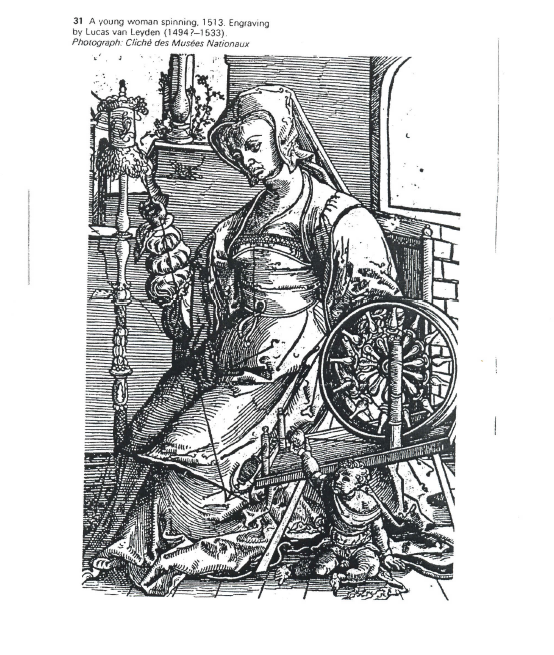 31 A young woman spinning, 1513. Engraving
by Lucas van Leyden (1494?–1533).
Photograph: Cliché des Musées Nationaux